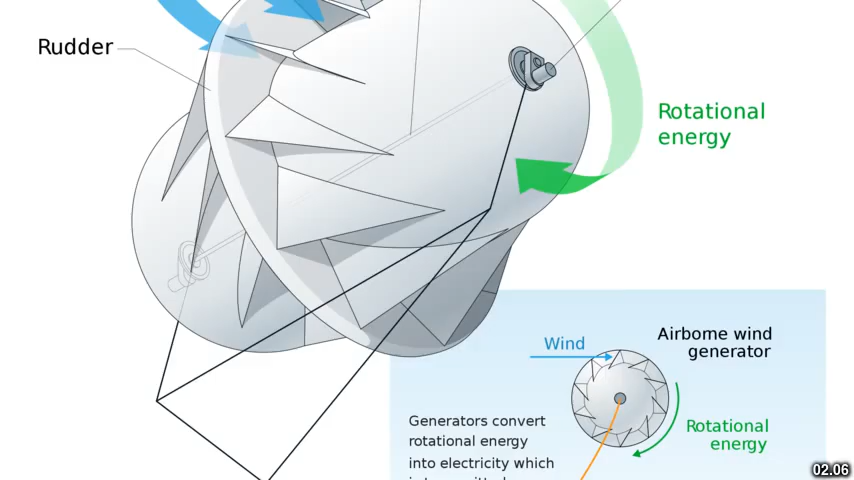 Rudder
Rotational
energy
Wind
Airbome wind
generator
Generators convert
rotational energy
into electricity which
Rotational
energy
02.06